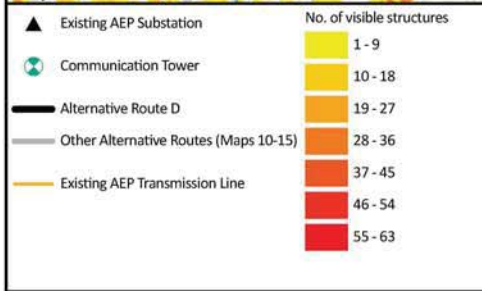 Existing AEP Substation
Communication Tower
Alternative Route D
Other Alternative Routes (Maps 10-15)
Existing AEP Transmission Line
No. of visible structures
1 - 9
10 - 18
19 - 27
28 - 36
37 - 45
46 - 54
55 - 63